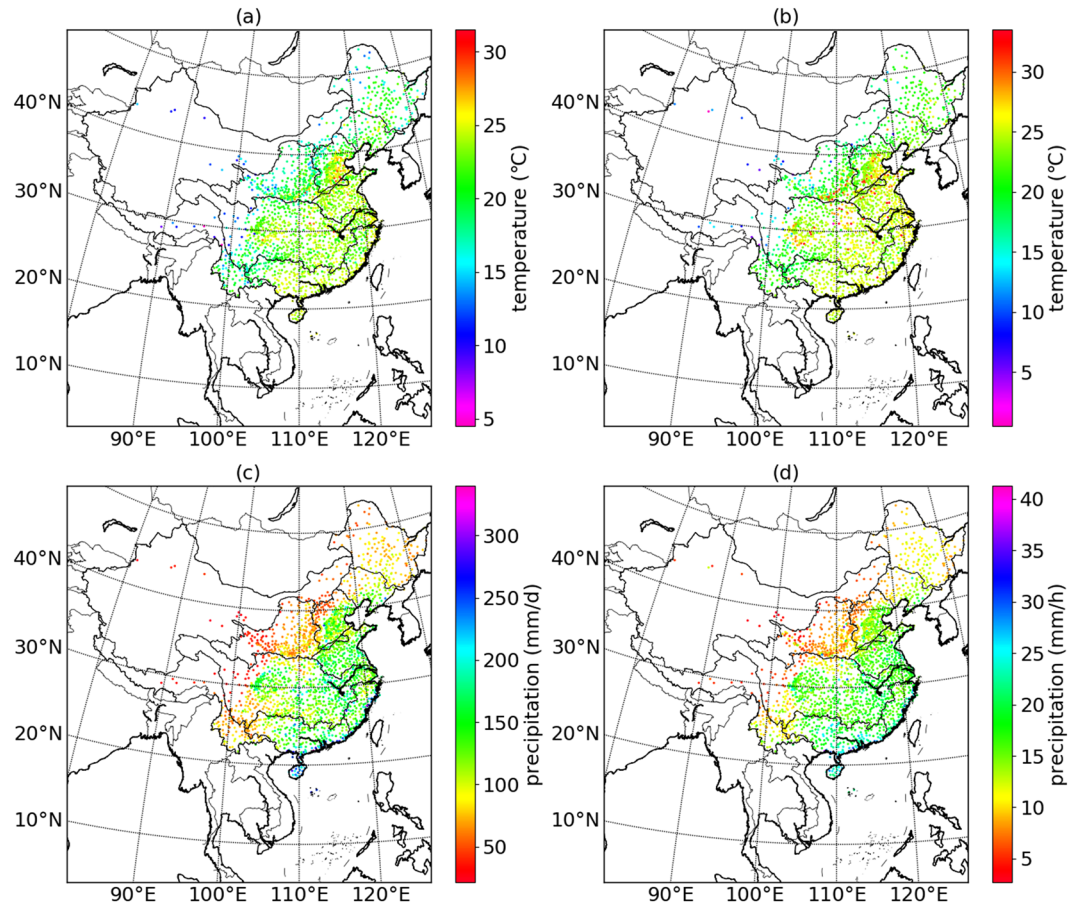 (a)
40°N
30°N
20°N
10°N
90°E 100°E 110°E 120°E
30
25
20
15
10
5
temperature (°C)
(b)
40°N
30°N
20°N
10°N
90°E 100°E 110°E 120°E
30
25
20
15
10
5
temperature (°C)
(c)
40°N
30°N
20°N
10°N
90°E 100°E 110°E 120°E
300
250
200
150
100
50
precipitation (mm/d)
(d)
40°N
30°N
20°N
10°N
90°E 100°E 110°E 120°E
40
35
30
25
20
15
10
5
precipitation (mm/h)